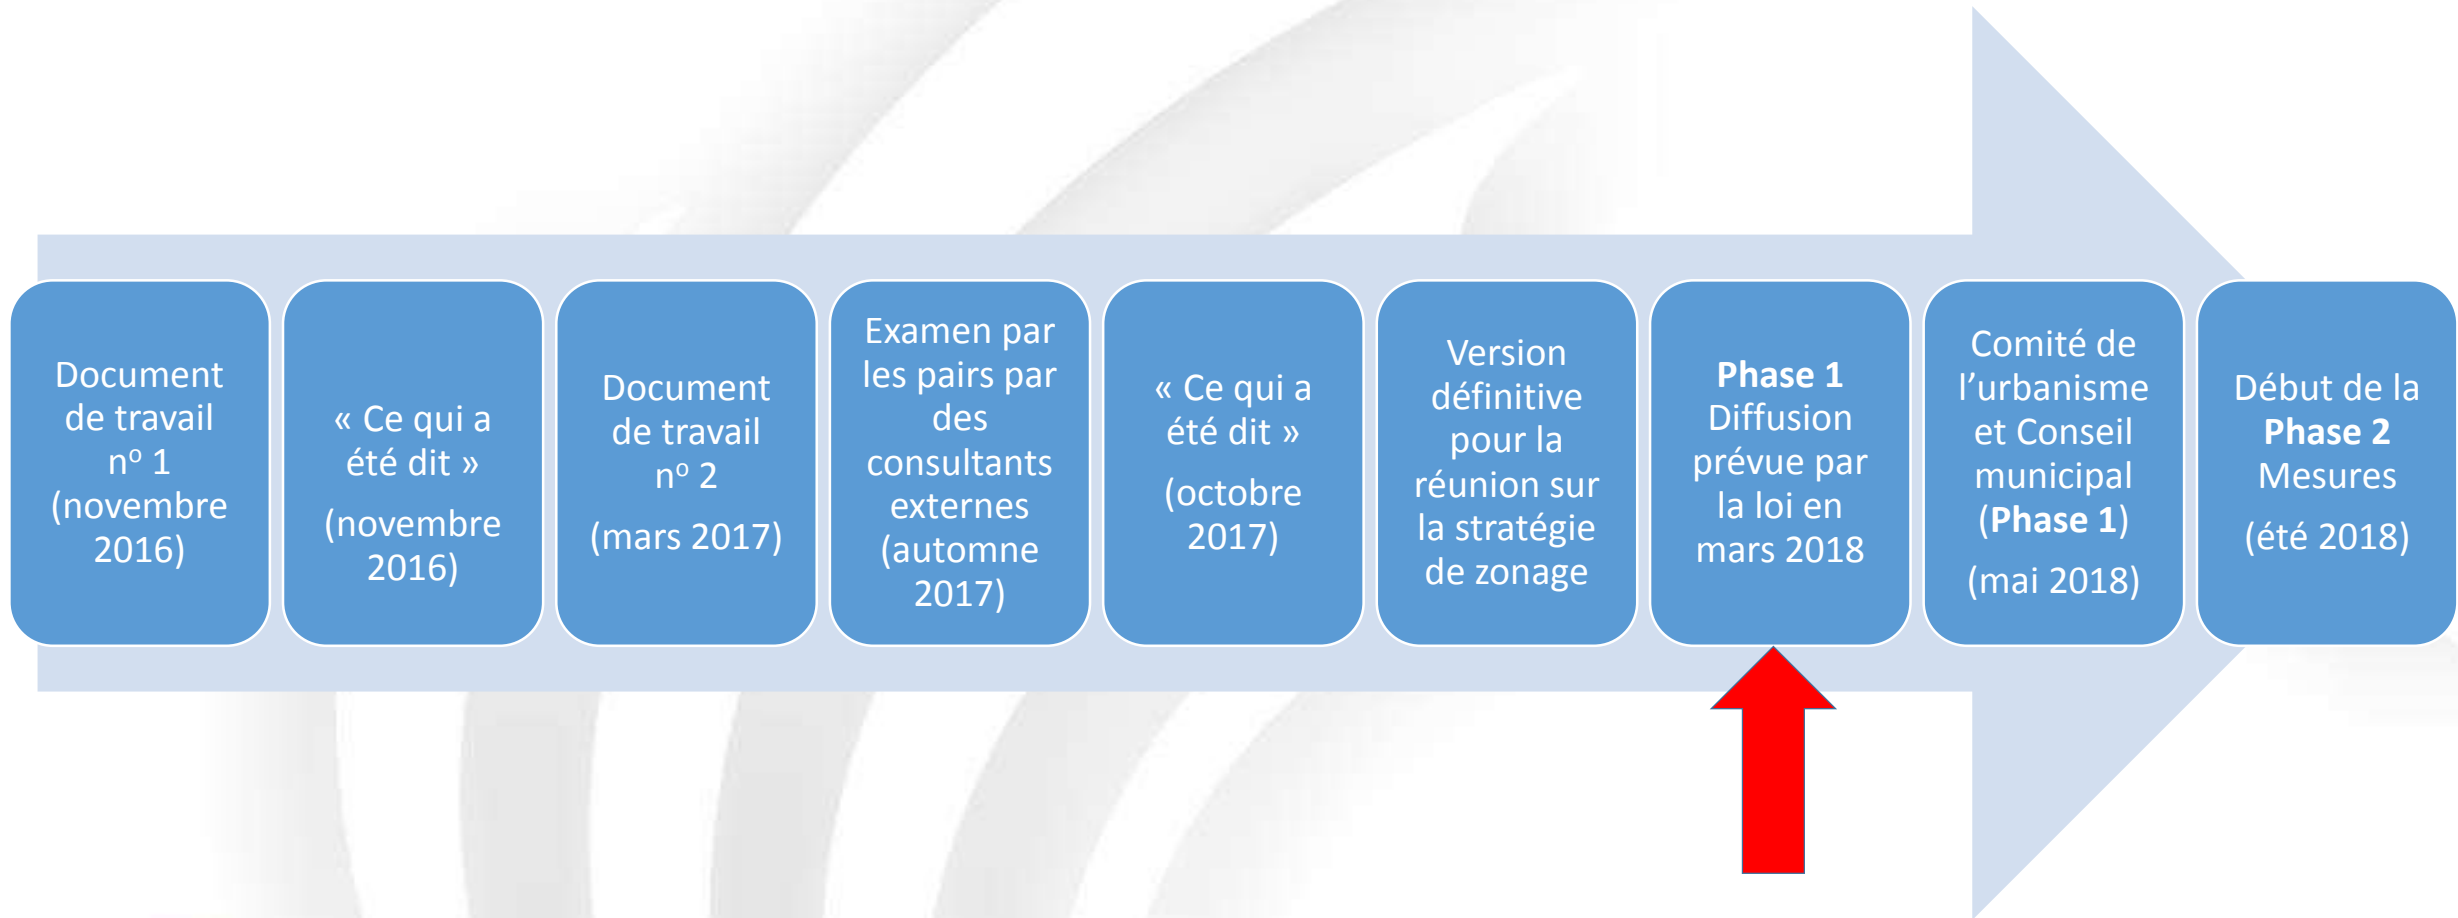 Document
de travail
nº 1
(novembre
2016)
« Ce qui a
été dit »
(novembre
2016)
Document
de travail
nº 2
(mars 2017)
Examen par
les pairs par
des
consultants
externes
(automne
2017)
« Ce qui a
été dit »
(octobre
2017)
Version
définitive
pour la
réunion sur
la stratégie
de zonage
Phase 1
Diffusion
prévue par
la loi en
mars 2018
Comité de
l’urbanisme
et Conseil
municipal
(Phase 1)
(mai 2018)
Début de la
Phase 2
Mesures
(été 2018)